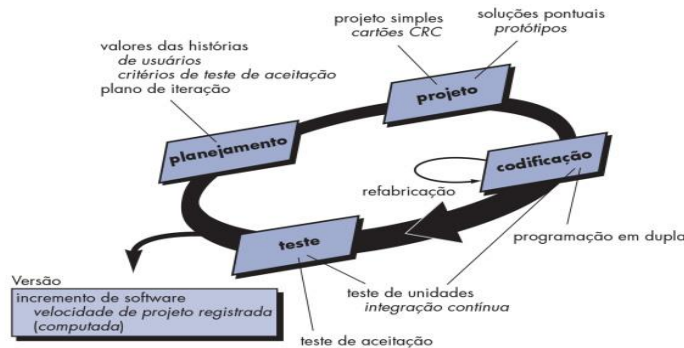 projeto simples
cartões CRC
soluções pontuais
protótipos
valores das histórias
de usuários
critérios de teste de aceitação
plano de iteração
projeto
planejamento
codificação
refabricação
programação em dupla
teste
Versão
incremento de software
velocidade de projeto registrada
(computada)
teste de unidades
integração contínua
teste de aceitação